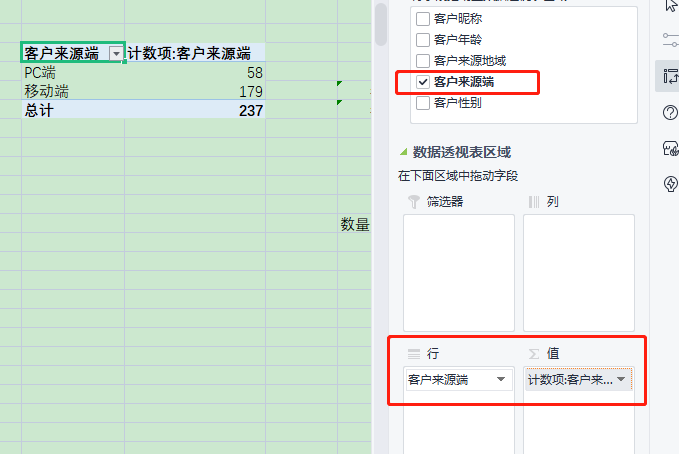 客户昵称
客户年龄
客户来源地域
客户来源端
客户性别
客户来源端 计数项:客户来源端
PC端 58
移动端 179
总计 237
数量
数据透视表区域
在下面区域中拖动字段
筛选器
列
行
值
客户来源端
计数项:客户来...